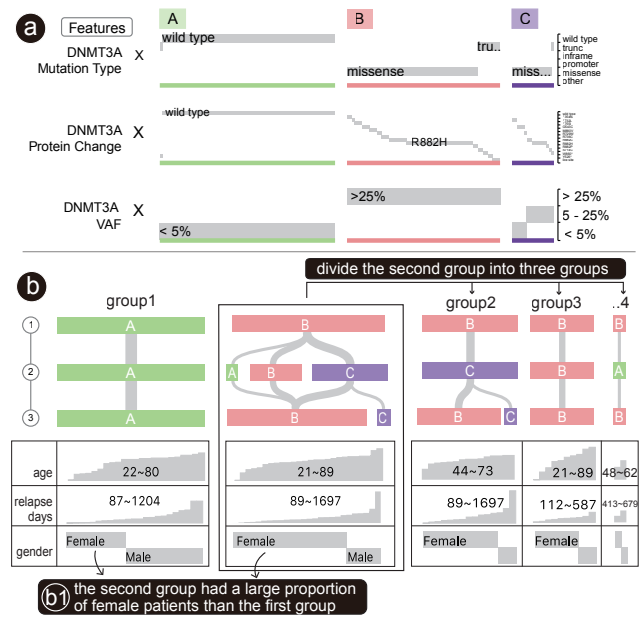 a
Features
A
B
C
DNMT3A
Mutation Type
X
wild type
tru..
missense
miss...
wild type
trunc
inframe
promoter
missense
other
DNMT3A
Protein Change
X
wild type
R882H
DNMT3A
VAF
X
< 5%
>25%
> 25%
5 - 25%
< 5%
divide the second group into three groups
b
group1
group2
group3
..4
1
A
B
B
B
B
2
A
A
B
C
C
B
A
3
A
B
C
B
C
B
B
age
22~80
21~89
44~73
21~89
48~62
relapse
days
87~1204
89~1697
89~1697
112~587
413~679
gender
Female
Male
Female
Male
Female
Female
b1 the second group had a large proportion
of female patients than the first group